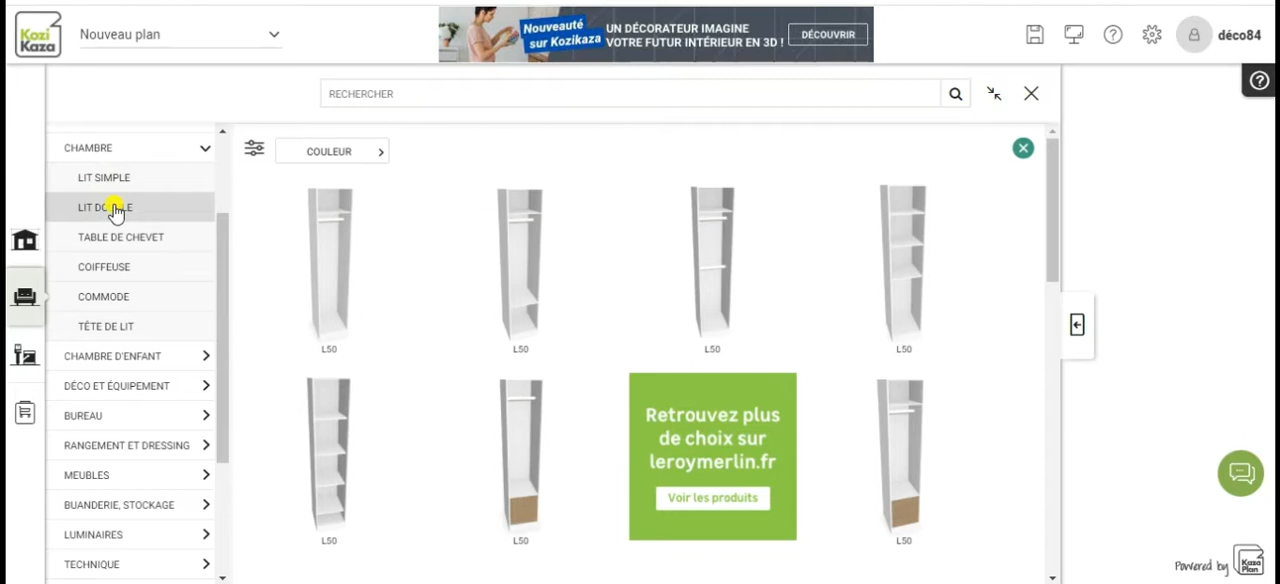 Kozi
Kaza
Nouveau plan
Nouveauté
sur Kozikaza
UN DÉCORATEUR IMAGINE
VOTRE FUTUR INTÉRIEUR EN 3D !
DÉCOUVRIR
déco84
RECHERCHER
CHAMBRE
LIT SIMPLE
TABLE DE CHEVET
COIFFEUSE
COMMODE
TÊTE DE LIT
CHAMBRE D'ENFANT
DÉCO ET ÉQUIPEMENT
BUREAU
RANGEMENT ET DRESSING
MEUBLES
BUANDERIE, STOCKAGE
LUMINAIRES
TECHNIQUE
COULEUR
L50
L50
L50
L50
L50
L50
Retrouvez plus
de choix sur
leroymerlin.fr
Voir les produits
L50
Powered by
Kaza
Plan